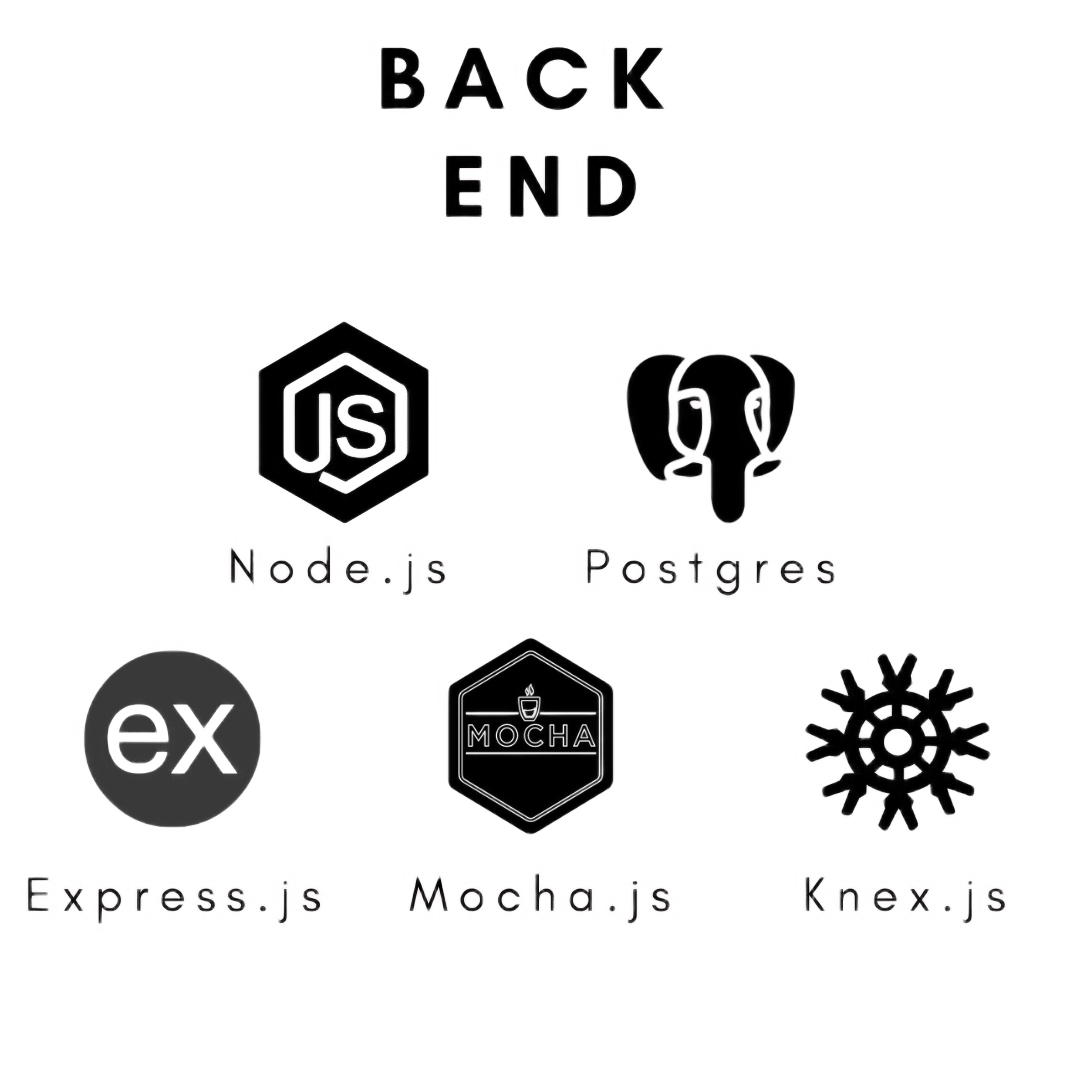 BACK
END
JS
Node.js
Postgres
ex
MOCHA
Express.js
Mocha.js
Knex.js